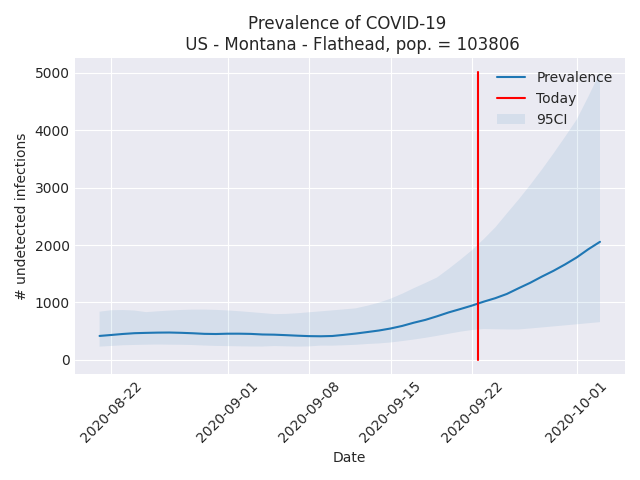 Prevalence of COVID-19
US - Montana - Flathead, pop. = 103806
5000
4000
3000
2000
1000
0
# undetected infections
Prevalence
Today
95CI
2020-08-22
2020-09-01
2020-09-08
2020-09-15
2020-09-22
2020-10-01
Date